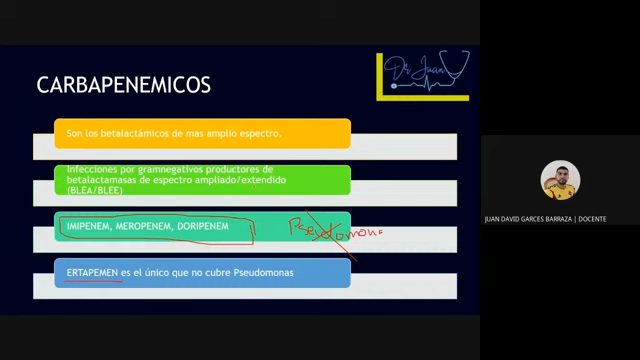 Dr Juan
CARBAPENEMICOS
Son los betalactámicos de mas amplio espectro.
Infecciones por gramnegativos productores de
betalactamasas de espectro ampliado/extendido
(BLEA/BLEE)
IMIPENEM, MEROPENEM, DORIPENEM
Pseudomonas
ERTAPEMEN es el único que no cubre Pseudomonas
JUAN DAVID GARCES BARRAZA | DOCENTE